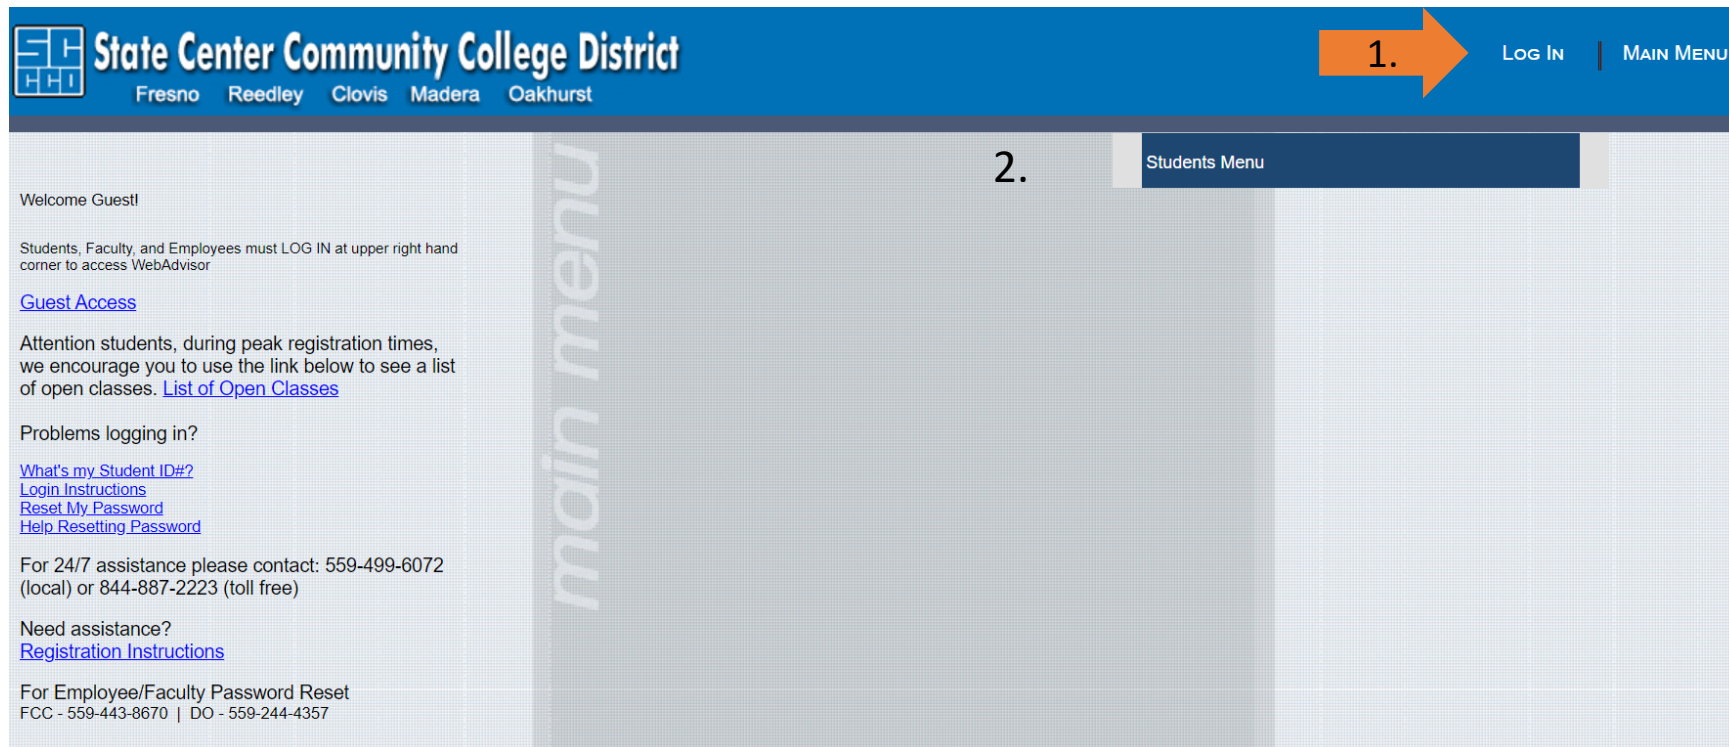 SC
CCD
State Center Community College District
Fresno Reedley Clovis Madera Oakhurst
1.
LOG IN | MAIN MENU
2.
Students Menu
main menu
Welcome Guest!
Students, Faculty, and Employees must LOG IN at upper right hand
corner to access WebAdvisor
Guest Access
Attention students, during peak registration times,
we encourage you to use the link below to see a list
of open classes. List of Open Classes
Problems logging in?
What's my Student ID#?
Login Instructions
Reset My Password
Help Resetting Password
For 24/7 assistance please contact: 559-499-6072
(local) or 844-887-2223 (toll free)
Need assistance?
Registration Instructions
For Employee/Faculty Password Reset
FCC - 559-443-8670 | DO - 559-244-4357